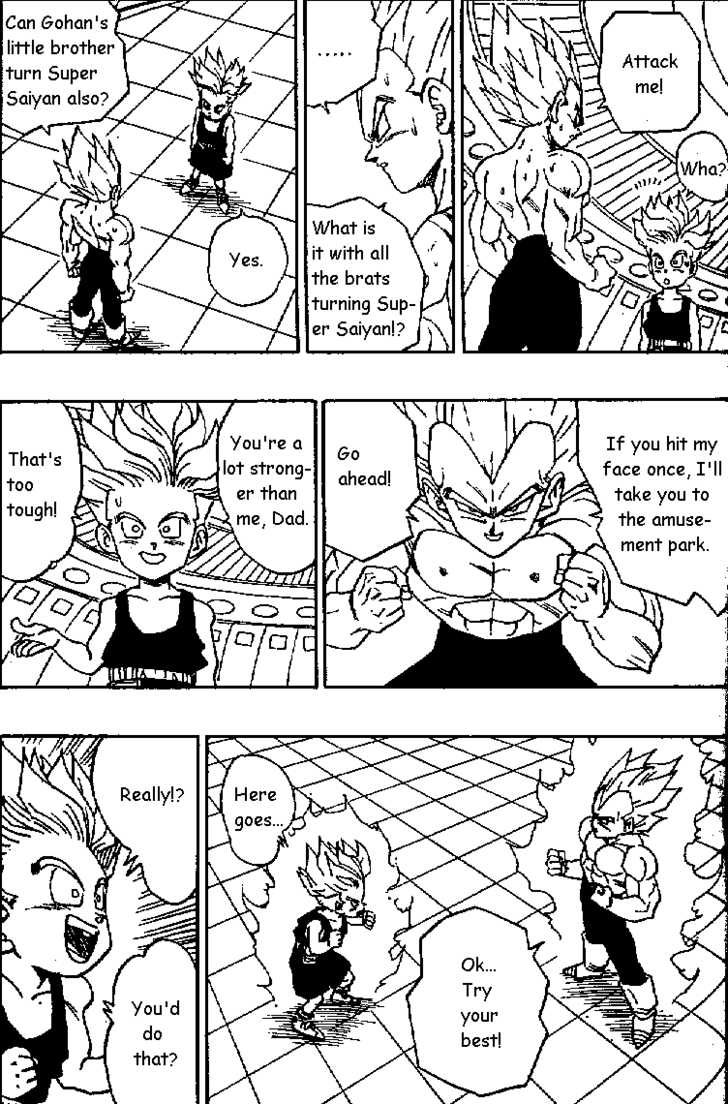 Can Gohan's
little brother
turn Super
Saiyan also?
Yes.
.....
What is
it with all
the brats
turning Sup-
er Saiyan!?
Attack
me!
Wha?
That's
too
tough!
You're a
lot strong-
er than
me, Dad.
Go
ahead!
If you hit my
face once, I'll
take you to
the amuse-
ment park.
Really!?
You'd
do
that?
Here
goes...
Ok...
Try
your
best!